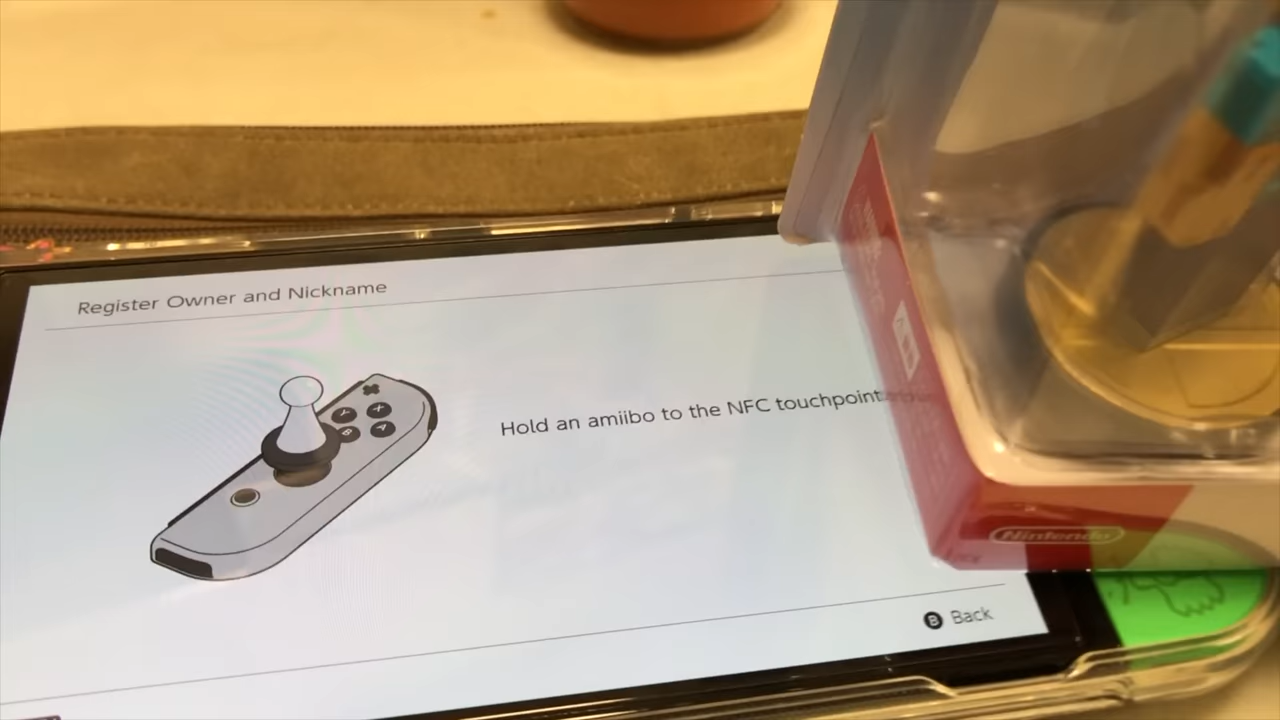 Register Owner and Nickname
Hold an amiibo to the NFC touchpoint
X
B
A
Nintendo
B Back